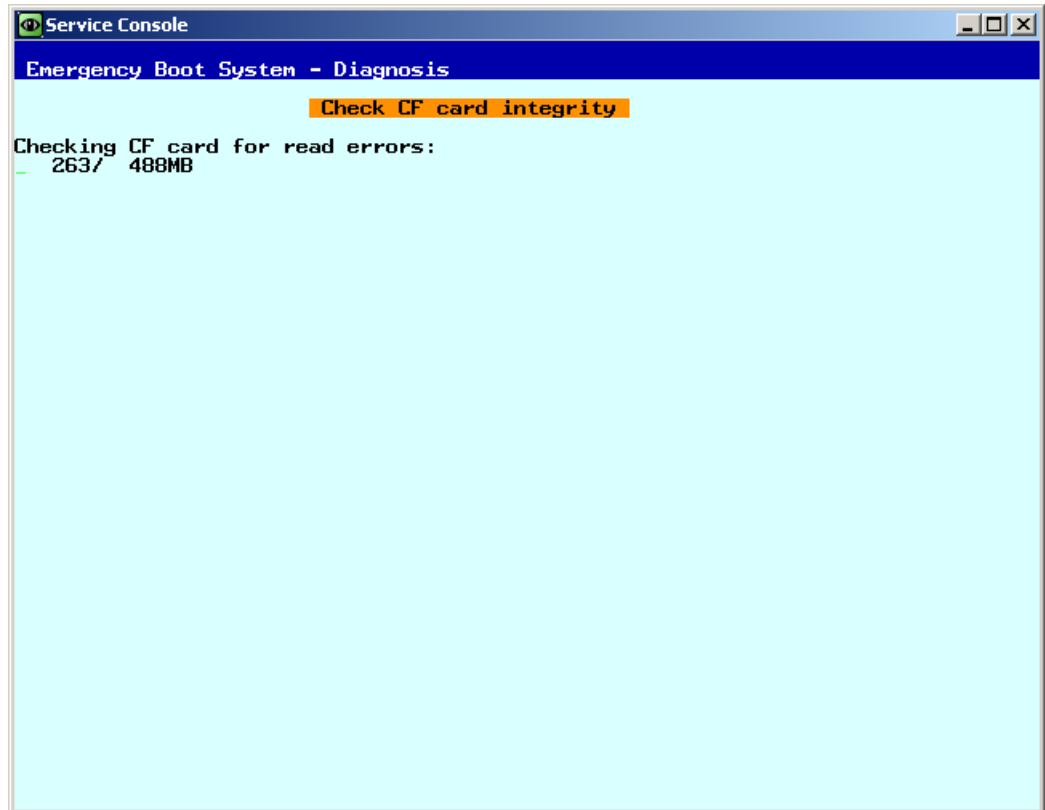 Service Console
Emergency Boot System - Diagnosis
Check CF card integrity
Checking CF card for read errors:
263/ 488MB